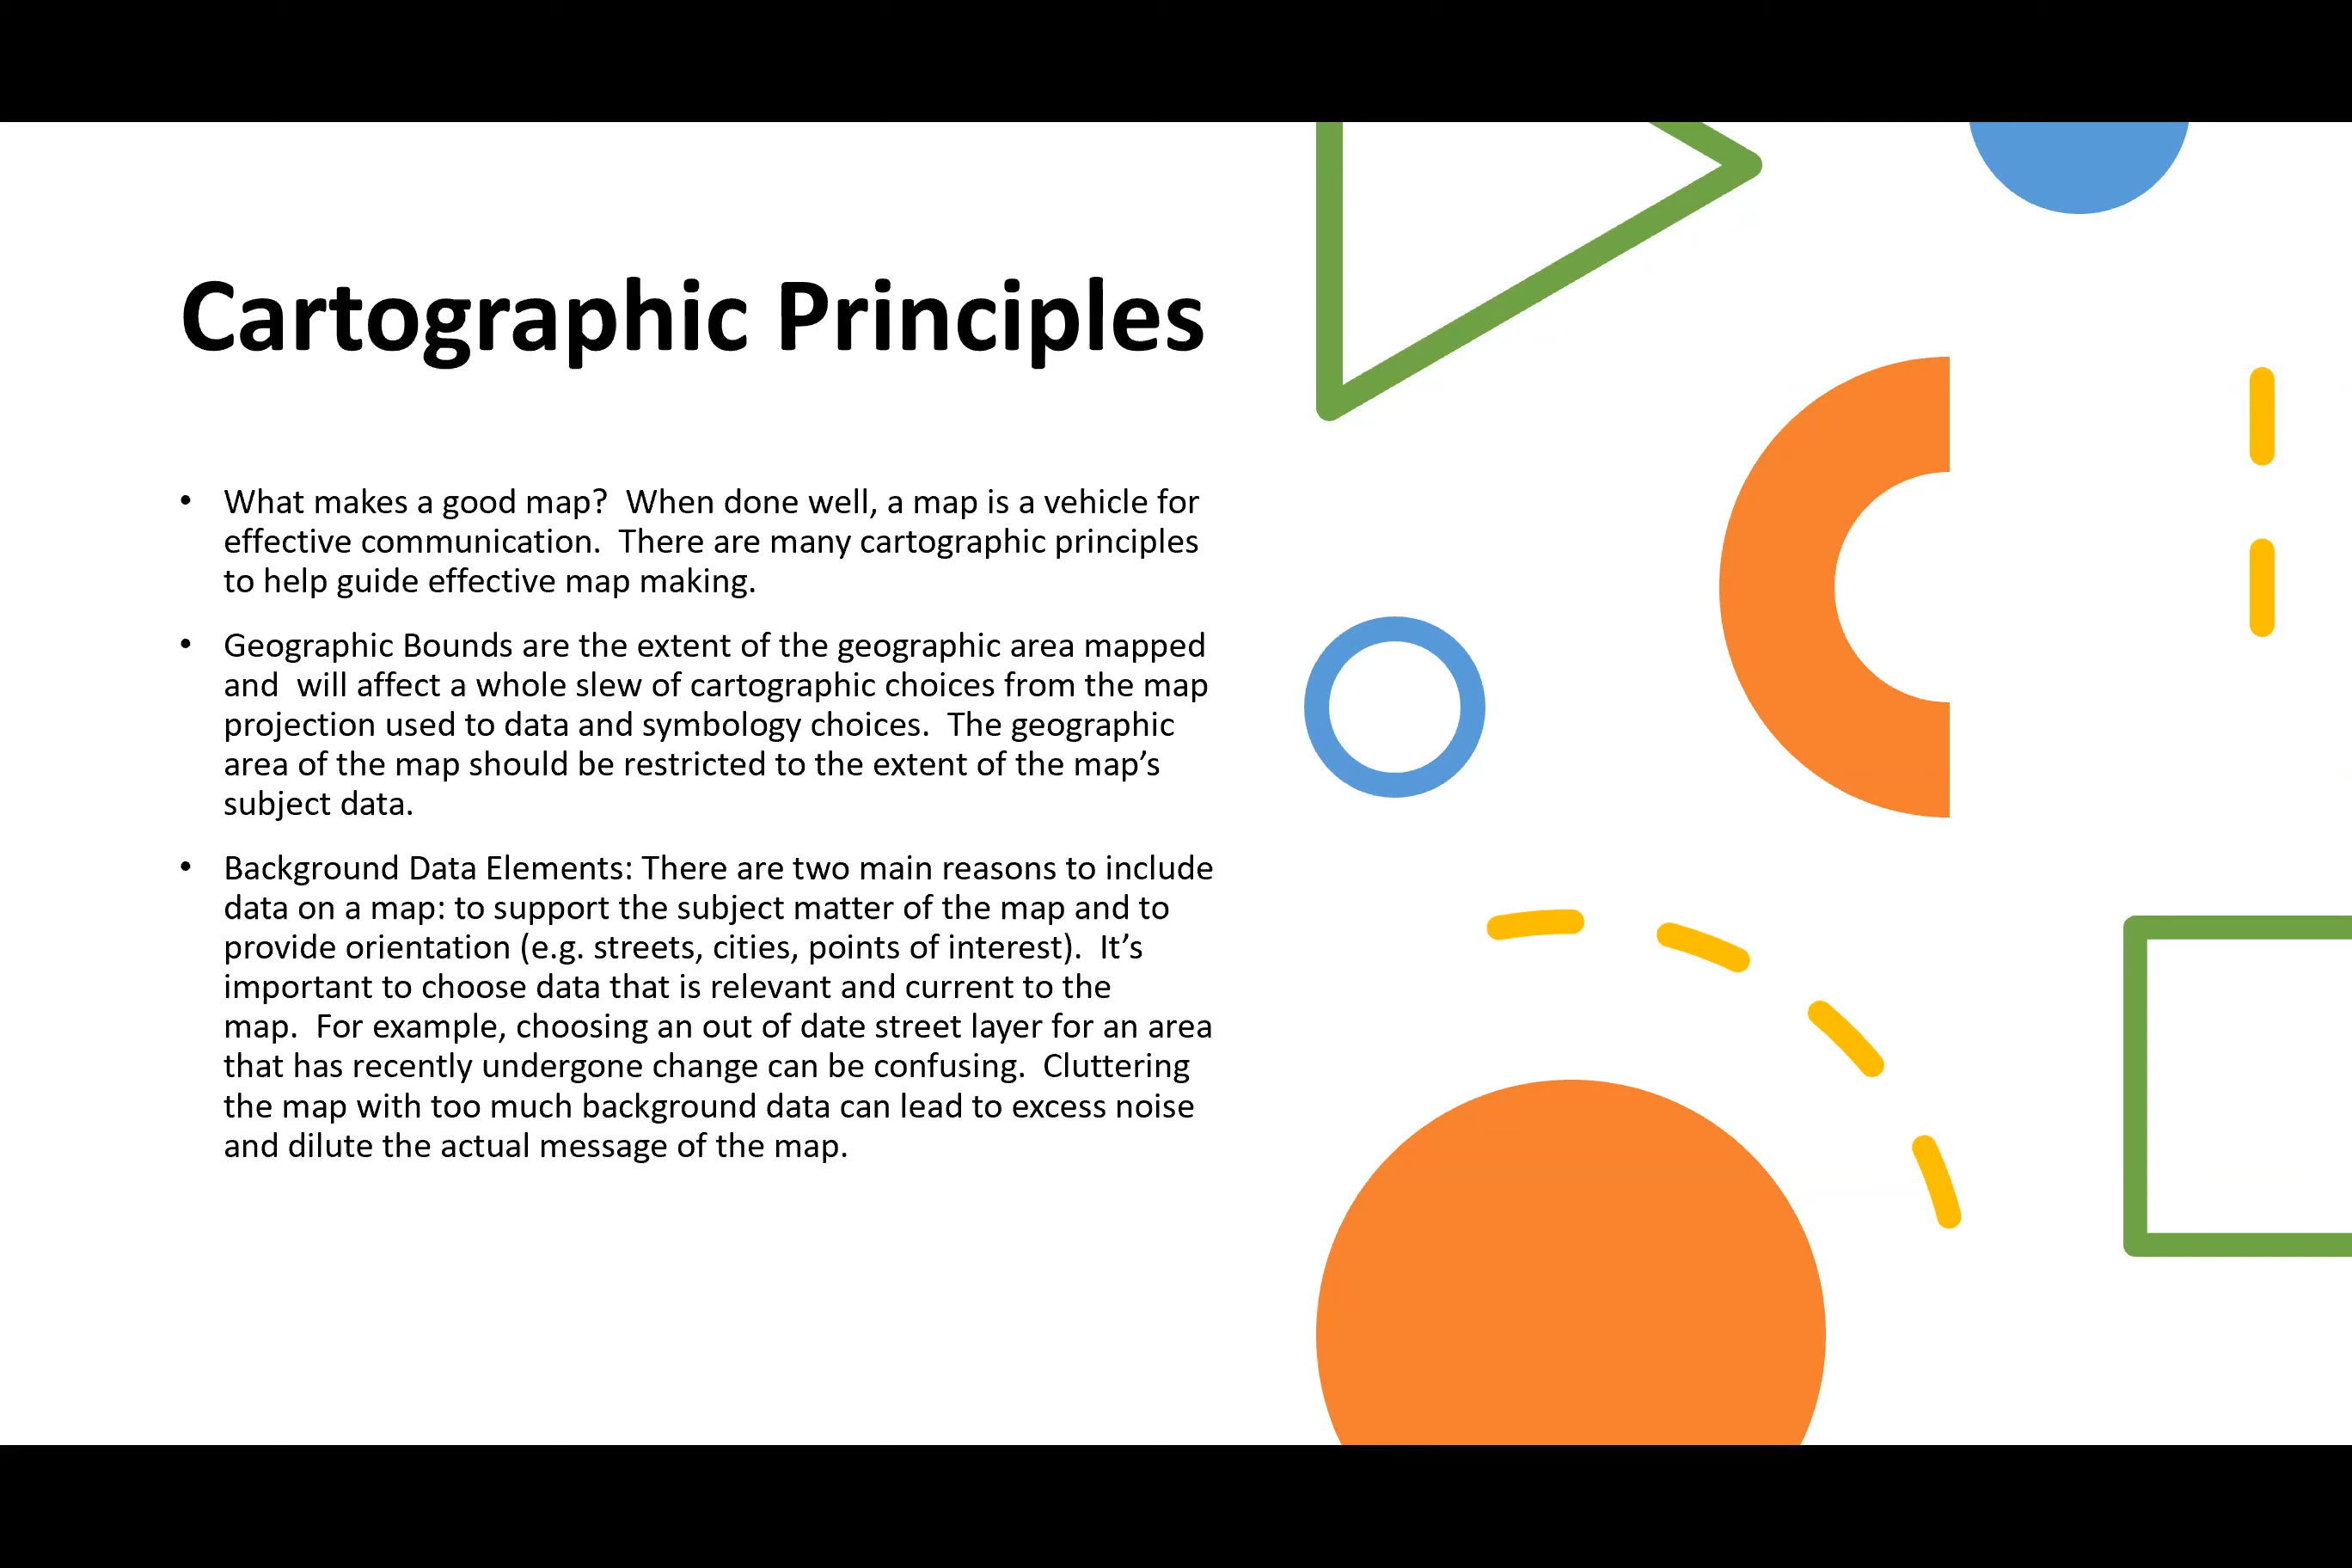 Cartographic Principles
• What makes a good map?  When done well, a map is a vehicle for
effective communication.  There are many cartographic principles
to help guide effective map making.
• Geographic Bounds are the extent of the geographic area mapped
and  will affect a whole slew of cartographic choices from the map
projection used to data and symbology choices.  The geographic
area of the map should be restricted to the extent of the map’s
subject data.
• Background Data Elements: There are two main reasons to include
data on a map: to support the subject matter of the map and to
provide orientation (e.g. streets, cities, points of interest).  It’s
important to choose data that is relevant and current to the
map.  For example, choosing an out of date street layer for an area
that has recently undergone change can be confusing.  Cluttering
the map with too much background data can lead to excess noise
and dilute the actual message of the map.